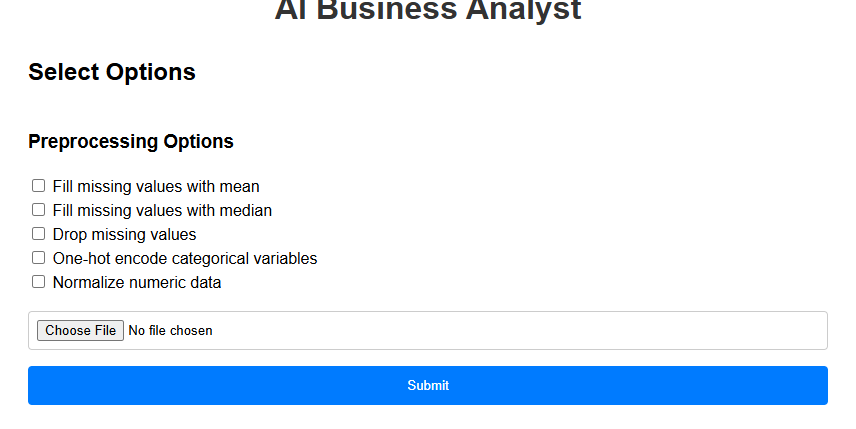 AI Business Analyst
Select Options
Preprocessing Options
Fill missing values with mean
Fill missing values with median
Drop missing values
One-hot encode categorical variables
Normalize numeric data
Choose File No file chosen
Submit